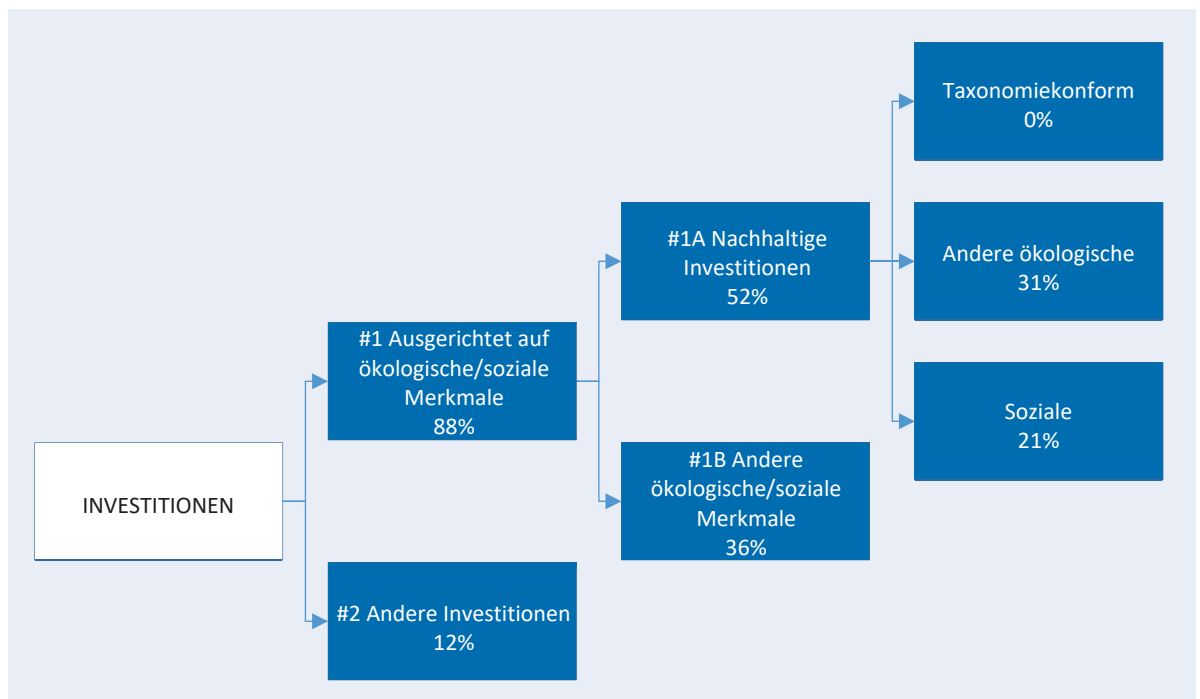 Taxonomiekonform
0%
#1A Nachhaltige
Investitionen
52%
Andere ökologische
31%
#1 Ausgerichtet auf
ökologische/soziale
Merkmale
88%
Soziale
21%
INVESTITIONEN
#1B Andere
ökologische/soziale
Merkmale
36%
#2 Andere Investitionen
12%